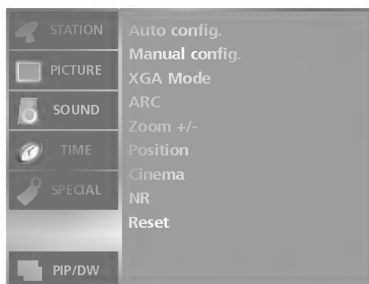 STATION
PICTURE
SOUND
TIME
SPECIAL
PIP/DW
Auto config.
Manual config.
XGA Mode
ARC
Zoom +/-
Position
Cinema
NR
Reset